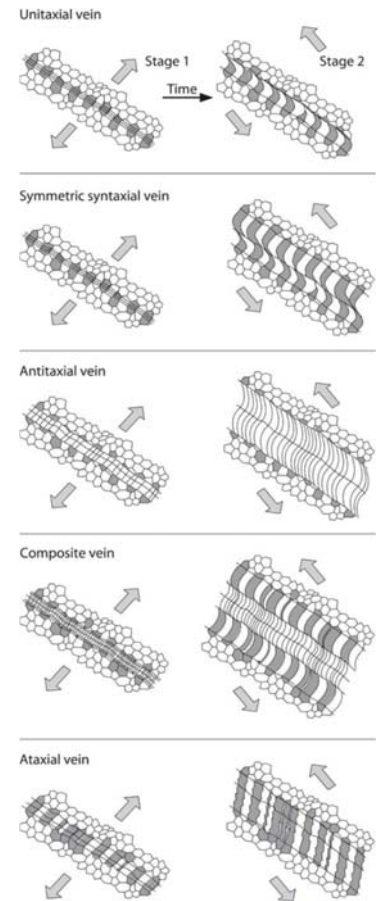 Unitaxial vein
Stage 1
Stage 2
Time
Symmetric syntaxial vein
Antitaxial vein
Composite vein
Ataxial vein